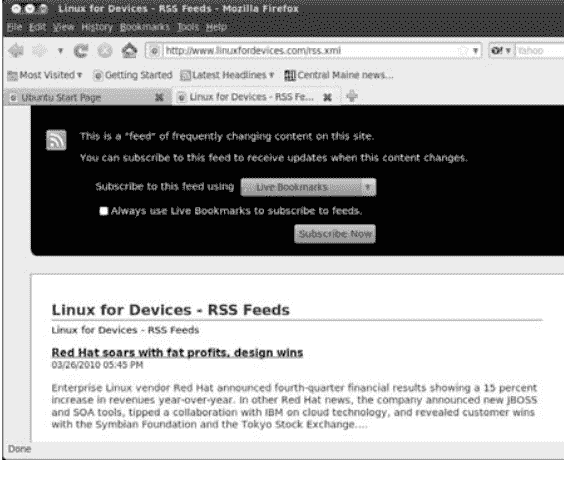 Linux for Devices - RSS Feeds - Mozilla Firefox
File Edit View History Bookmarks Tools Help
http://www.linuxfordevices.com/rss.xml Yahoo
Most Visited Getting Started Latest Headlines Central Maine news...
Ubuntu Start Page Linux for Devices - RSS Fe...
This is a "feed" of frequently changing content on this site.
You can subscribe to this feed to receive updates when this content changes.
Subscribe to this feed using Live Bookmarks
Always use Live Bookmarks to subscribe to feeds.
Subscribe Now
Linux for Devices - RSS Feeds
Linux for Devices - RSS Feeds
Red Hat soars with fat profits, design wins
03/26/2010 05:45 PM
Enterprise Linux vendor Red Hat announced fourth-quarter financial results showing a 15 percent
increase in revenues year-over-year. In other Red Hat news, the company announced new JBOSS
and SOA tools, tipped a collaboration with IBM on cloud technology, and revealed customer wins
with the Symbian Foundation and the Tokyo Stock Exchange....
Done